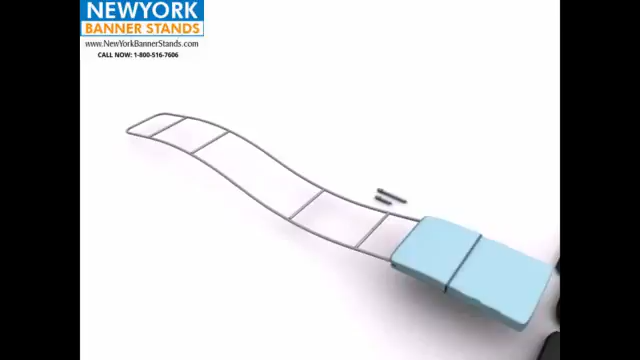 NEWYORK
BANNER STANDS
www.NewYorkBannerStands.com
CALL NOW: 1-800-516-7606